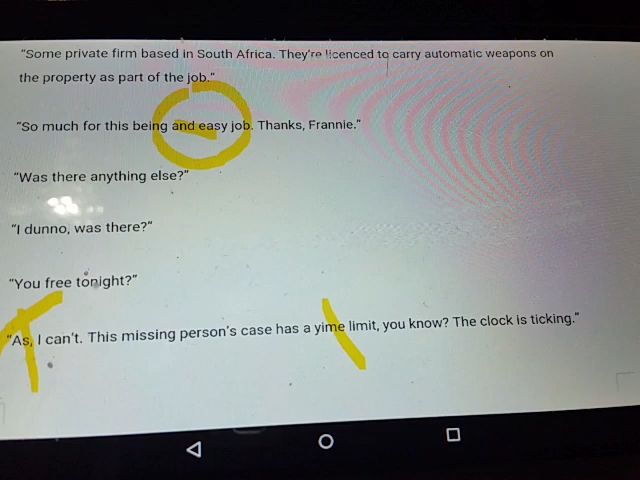 "Some private firm based in South Africa. They're licenced to carry automatic weapons on
the property as part of the job."
"So much for this being and easy job. Thanks, Frannie."
"Was there anything else?"
"I dunno, was there?"
"You free tonight?"
"As, I can't. This missing person's case has a yime limit, you know? The clock is ticking."